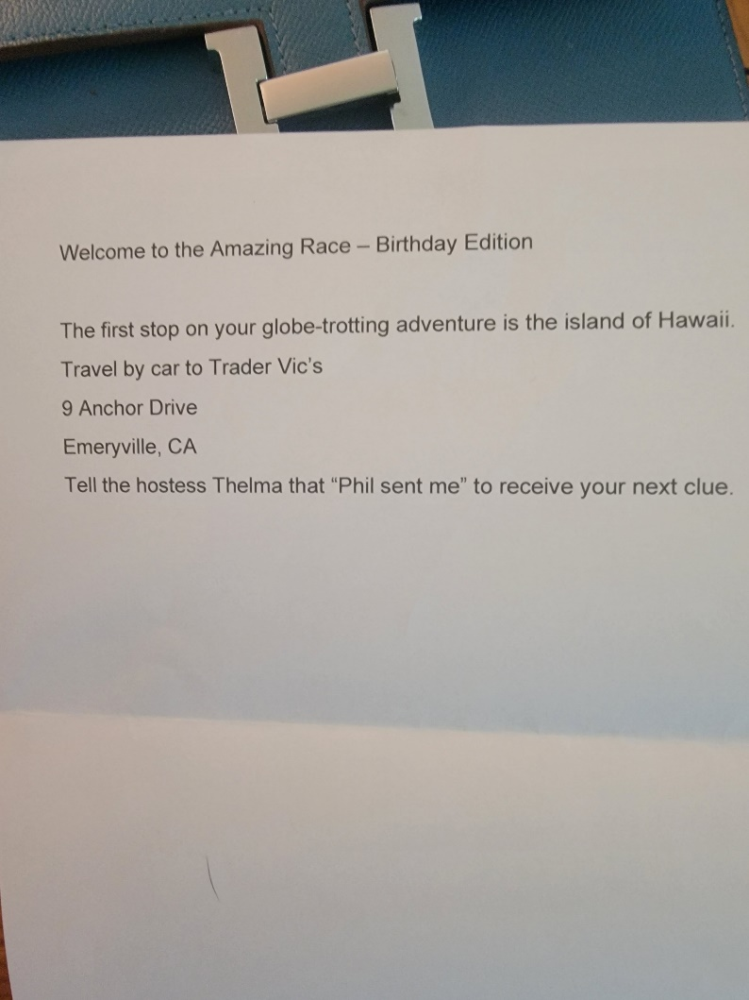 Welcome to the Amazing Race – Birthday Edition
The first stop on your globe-trotting adventure is the island of Hawaii.
Travel by car to Trader Vic’s
9 Anchor Drive
Emeryville, CA
Tell the hostess Thelma that “Phil sent me” to receive your next clue.